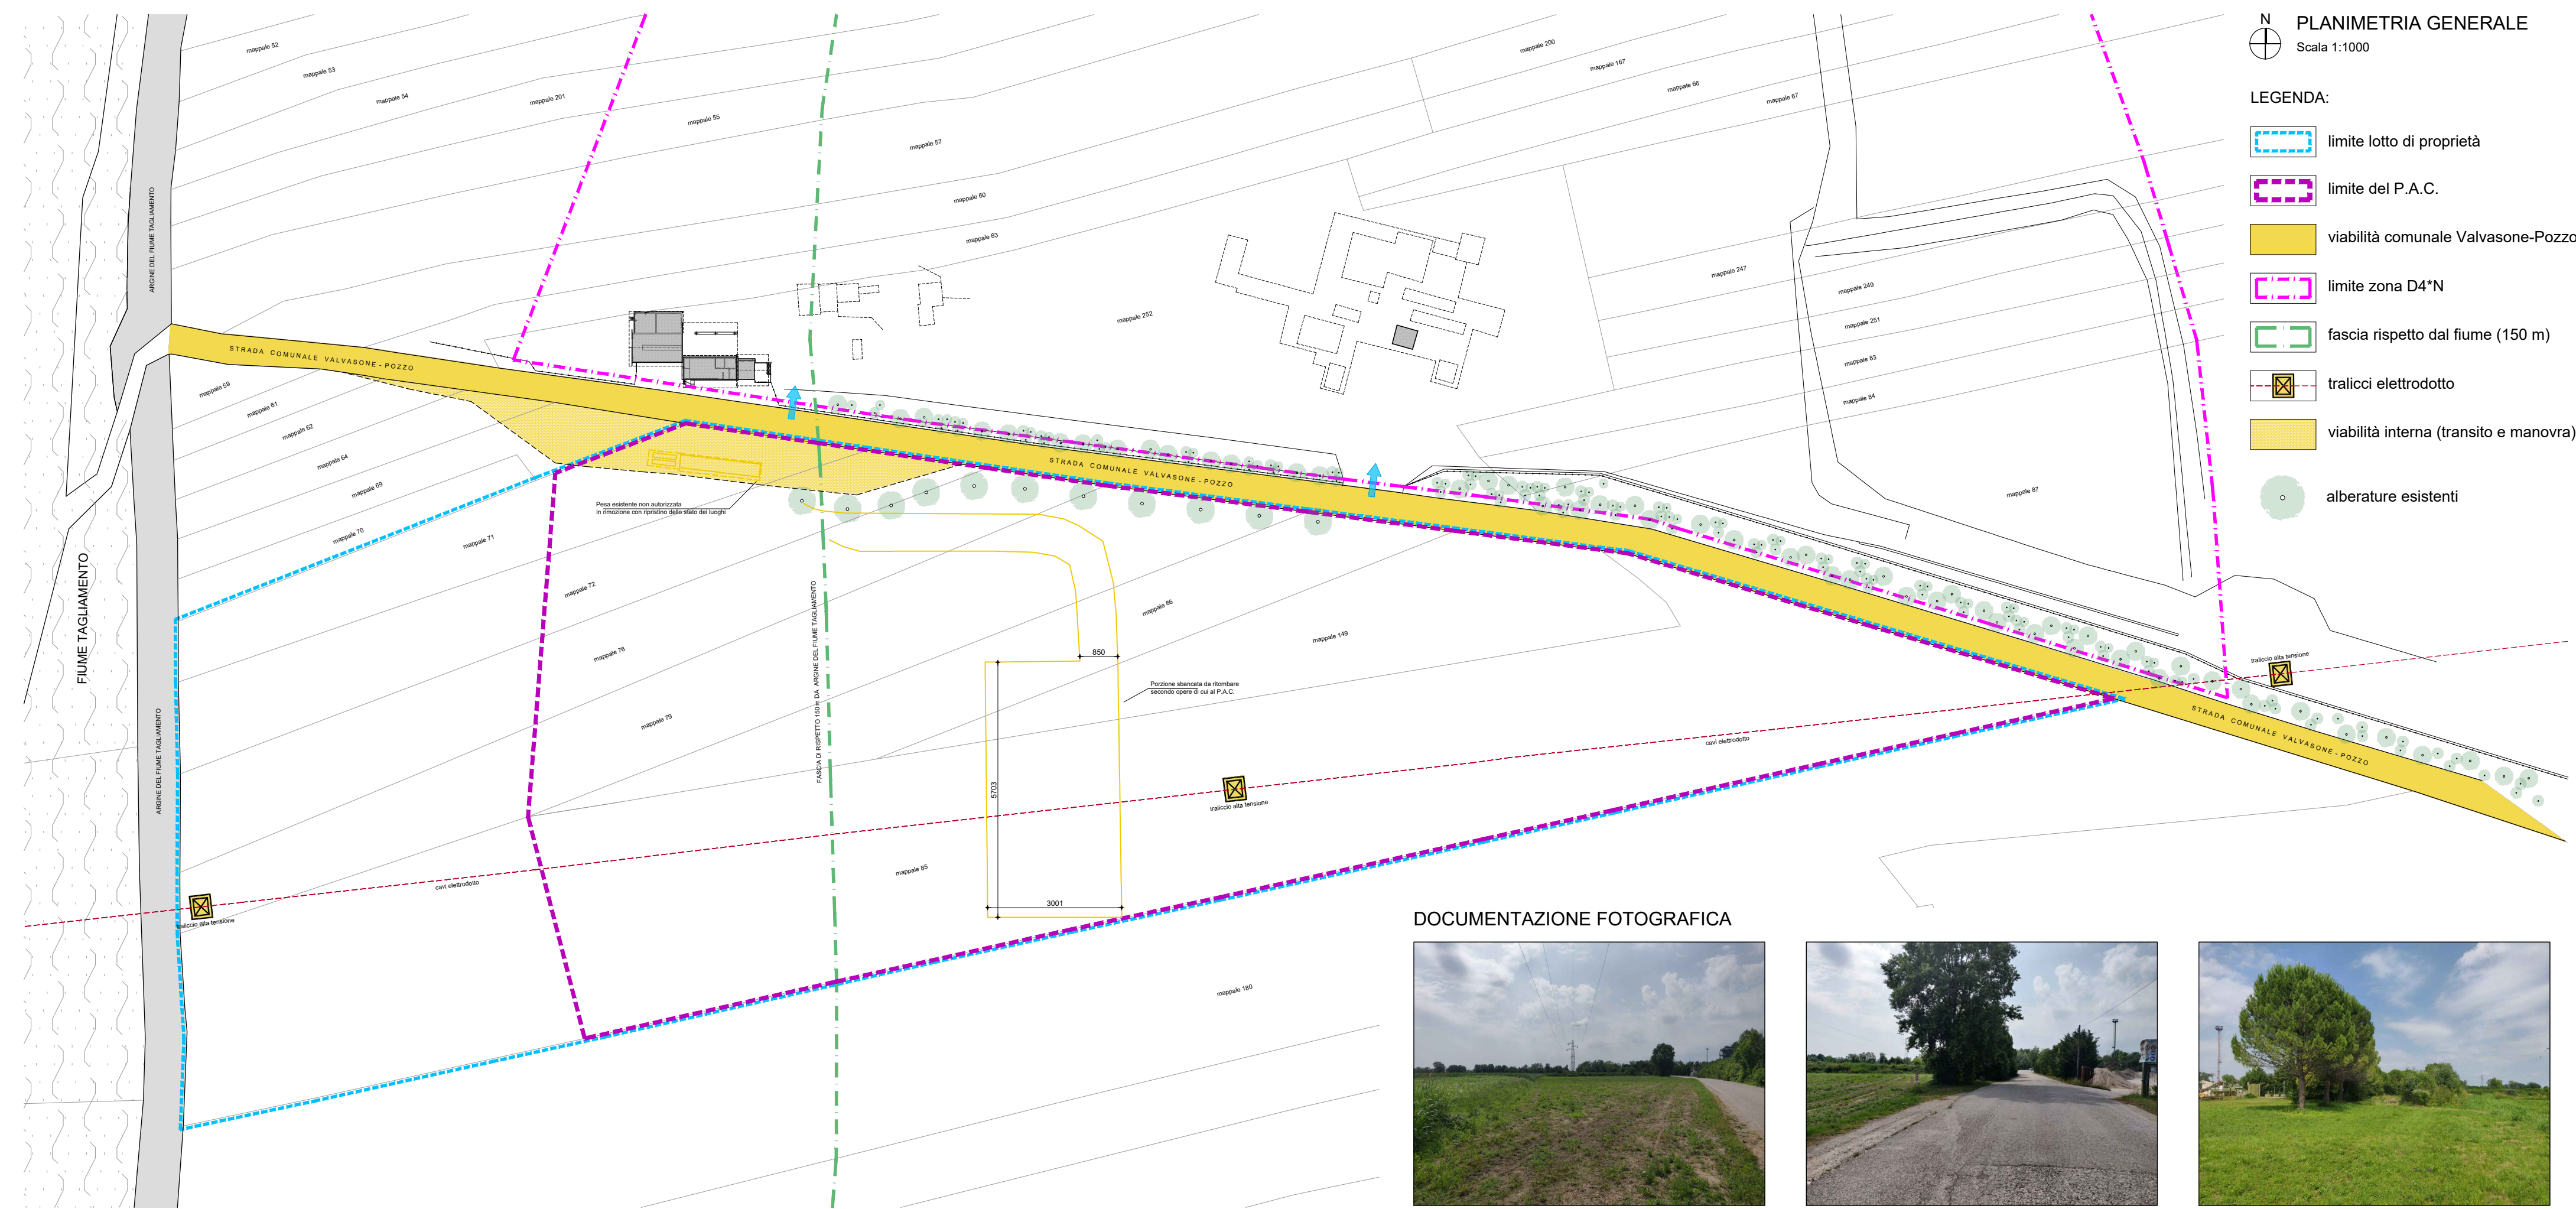 N
PLANIMETRIA GENERALE
Scala 1:1000
LEGENDA:
limite lotto di proprietà
limite del P.A.C.
viabilità comunale Valvasone-Pozzo
limite zona D4*N
fascia rispetto dal fiume (150 m)
tralicci elettrodotto
viabilità interna (transito e manovra)
alberature esistenti
mappale 52
mappale 53
mappale 54
mappale 201
mappale 55
mappale 57
mappale 60
mappale 63
mappale 200
mappale 167
mappale 66
mappale 67
mappale 247
mappale 249
mappale 251
mappale 83
mappale 84
mappale 252
mappale 87
ARGINE DEL FIUME TAGLIAMENTO
STRADA COMUNALE VALVASONE - POZZO
mappale 59
mappale 61
mappale 62
mappale 64
mappale 69
mappale 70
mappale 71
mappale 72
mappale 76
mappale 79
mappale 86
mappale 149
mappale 85
mappale 180
STRADA COMUNALE VALVASONE - POZZO
STRADA COMUNALE VALVASONE - POZZO
Pesa esistente non autorizzata
in rimozione con ripristino dello stato dei luoghi
FIUME TAGLIAMENTO
ARGINE DEL FIUME TAGLIAMENTO
FASCIA DI RISPETTO 150 m DA ARGINE DEL FIUME TAGLIAMENTO
850
Porzione sbancata da ritombare
secondo opere di cui al P.A.C.
5703
3001
traliccio alta tensione
cavi elettrodotto
traliccio alta tensione
cavi elettrodotto
traliccio alta tensione
DOCUMENTAZIONE FOTOGRAFICA